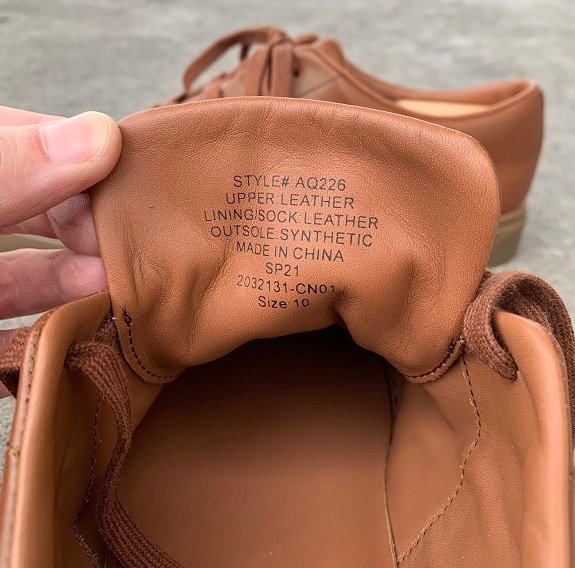 STYLE# AQ226
UPPER:LEATHER
LINING/SOCK:LEATHER
OUTSOLE:SYNTHETIC
MADE IN CHINA
SP21
2032131-CN01
Size 10